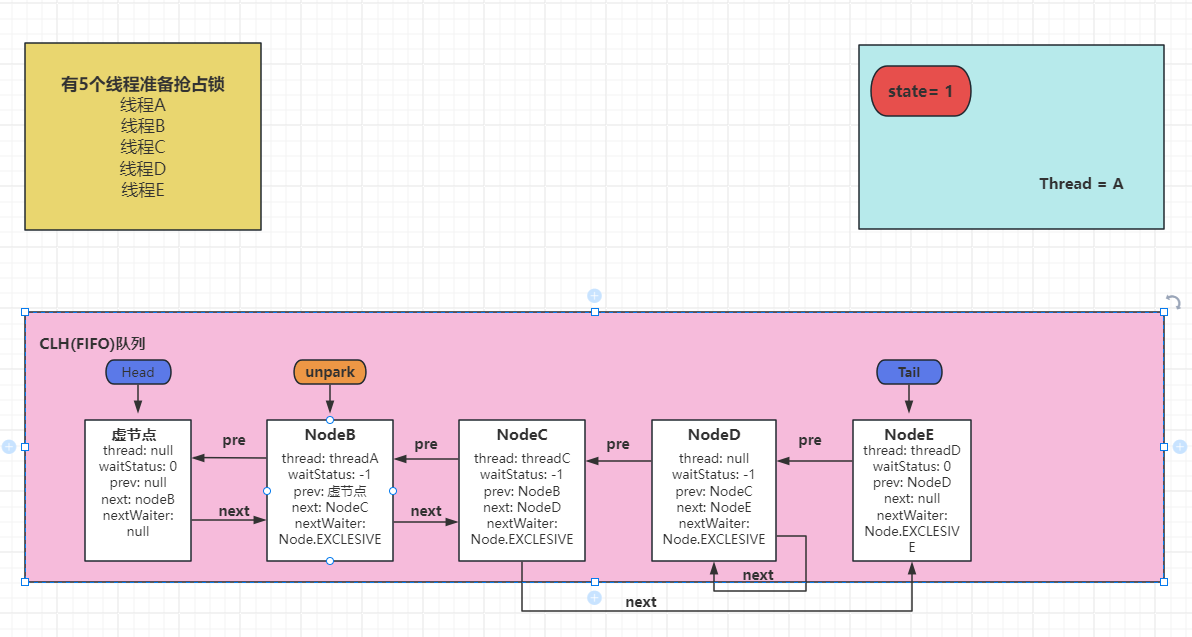 有5个线程准备抢占锁
线程A
线程B
线程C
线程D
线程E
state= 1
Thread = A
CLH(FIFO)队列
Head
unpark
Tail
虚节点
thread: null
waitStatus: 0
prev: null
next: nodeB
nextWaiter:
null
pre
next
NodeB
thread: threadA
waitStatus: -1
prev: 虚节点
next: NodeC
nextWaiter:
Node.EXCLESIVE
pre
next
NodeC
thread: threadC
waitStatus: -1
prev: NodeB
next: NodeD
nextWaiter:
Node.EXCLESIVE
pre
NodeD
thread: null
waitStatus: -1
prev: NodeC
next: NodeE
nextWaiter:
Node.EXCLESIVE
pre
NodeE
thread: threadD
waitStatus: 0
prev: NodeD
next: null
nextWaiter:
Node.EXCLESIV
E
next
next